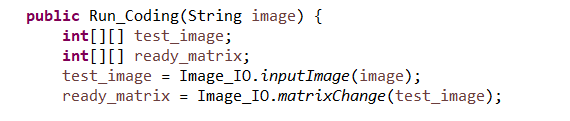 public Run_Coding(String image) {
int[][] test_image;
int[][] ready_matrix;
test_image = Image_IO.inputImage(image);
ready_matrix = Image_IO.matrixChange(test_image);